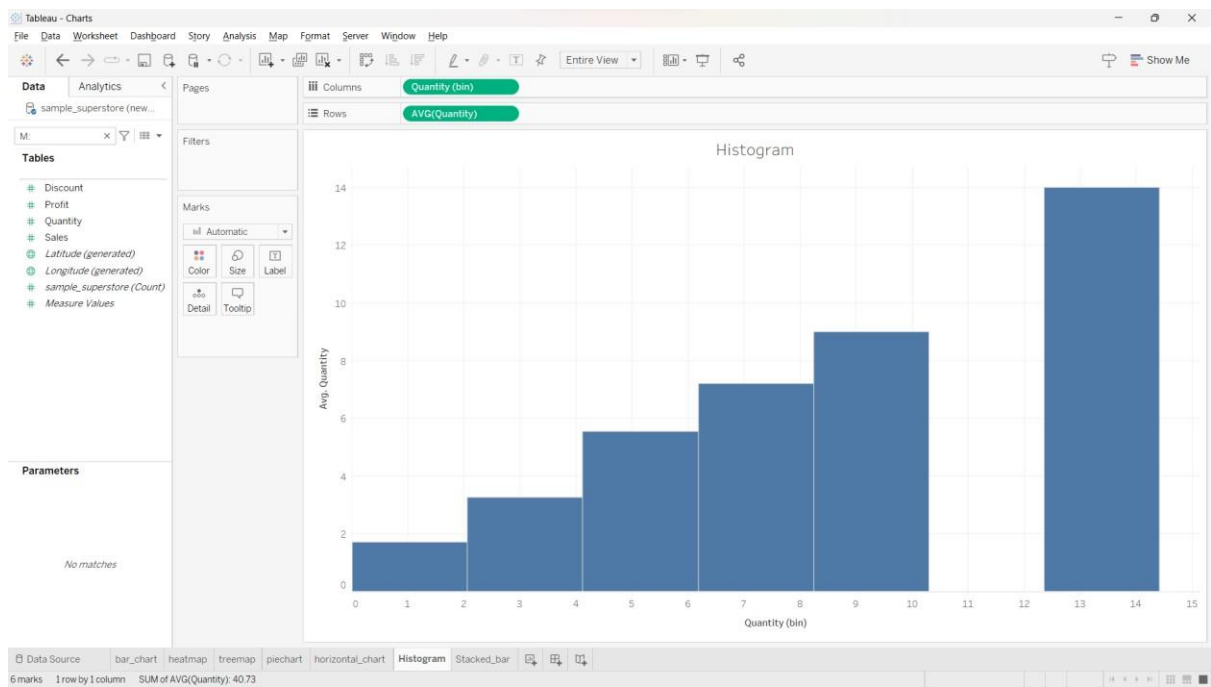 Tableau - Charts
File Data Worksheet Dashboard Story Analysis Map Format Server Window Help
Entire View
Show Me
Data Analytics
sample_superstore (new...
M:
Tables
Discount
Profit
Quantity
Sales
Latitude (generated)
Longitude (generated)
sample_superstore (Count)
Measure Values
Parameters
No matches
Pages
Filters
Marks
Automatic
Color Size Label
Detail Tooltip
Columns Quantity (bin)
Rows AVG(Quantity)
Histogram
14
12
10
8
6
4
2
0
Avg. Quantity
0 1 2 3 4 5 6 7 8 9 10 11 12 13 14 15
Quantity (bin)
Data Source bar_chart heatmap treemap piechart horizontal_chart Histogram Stacked_bar
6 marks 1 row by 1 column SUM of AVG(Quantity): 40.73